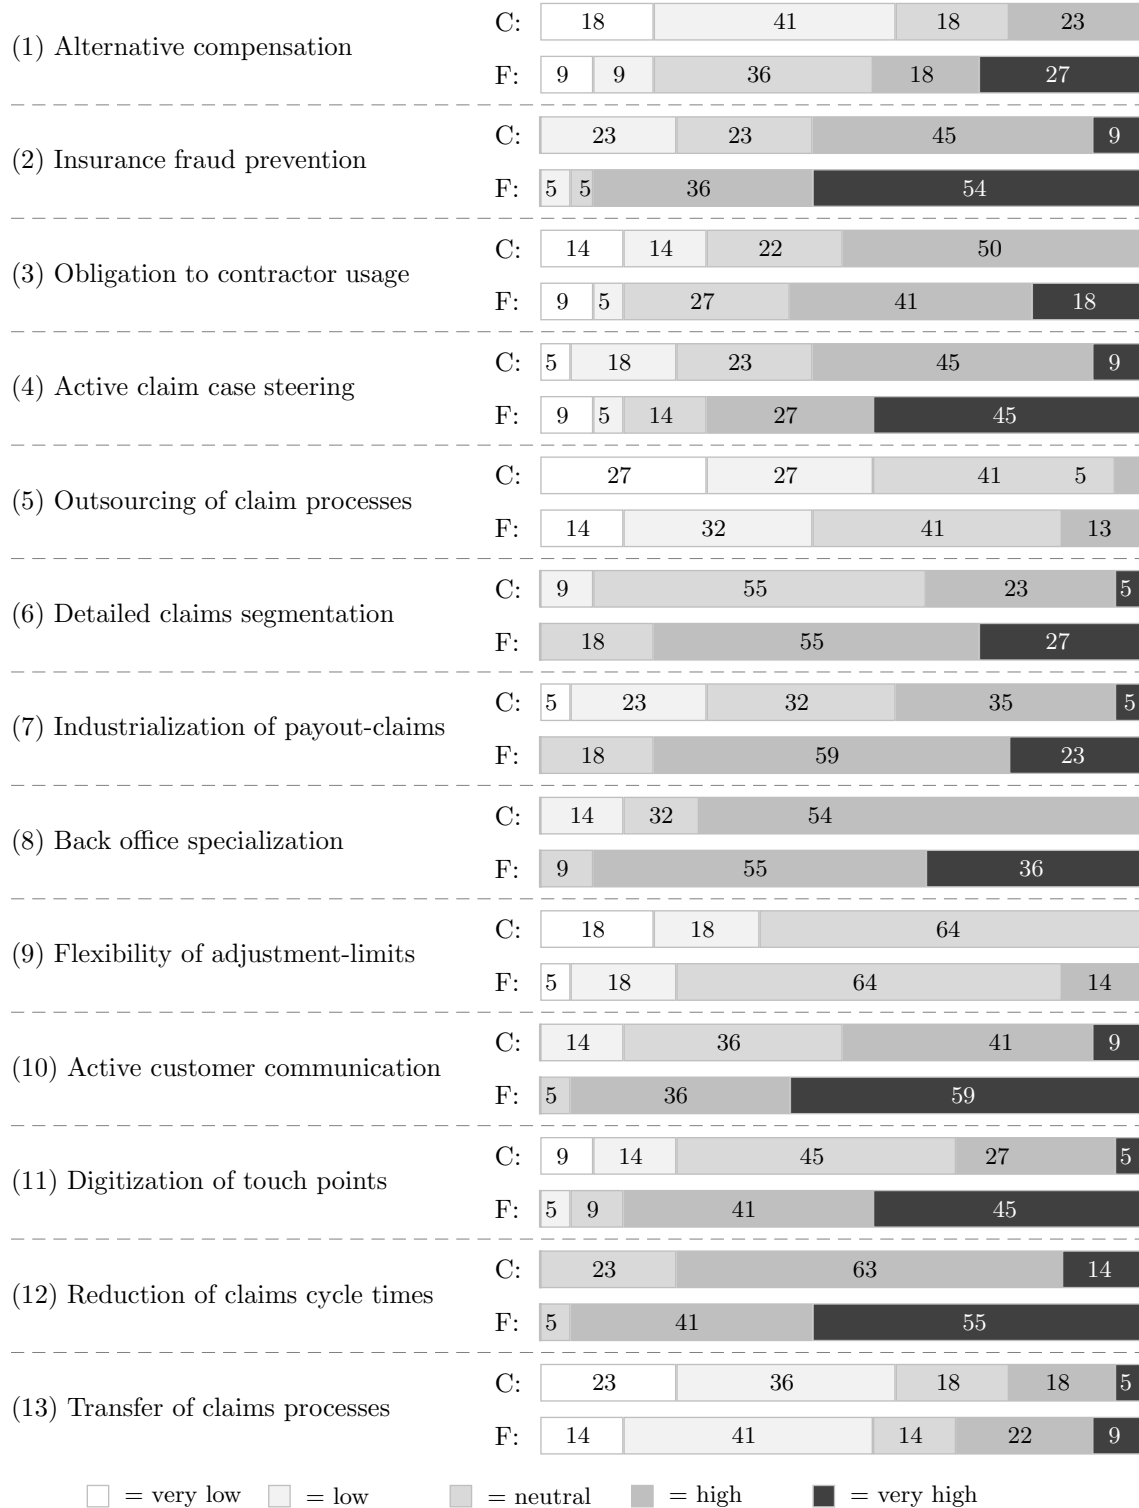 C: 18 41 18 23
(1) Alternative compensation
F: 9 9 36 18 27
C: 23 23 45 9
(2) Insurance fraud prevention
F: 5 5 36 54
C: 14 14 22 50
(3) Obligation to contractor usage
F: 9 5 27 41 18
C: 5 18 23 45 9
(4) Active claim case steering
F: 9 5 14 27 45
C: 27 27 41 5
(5) Outsourcing of claim processes
F: 14 32 41 13
C: 9 55 23 5
(6) Detailed claims segmentation
F: 18 55 27
C: 5 23 32 35 5
(7) Industrialization of payout-claims
F: 18 59 23
C: 14 32 54
(8) Back office specialization
F: 9 55 36
C: 18 18 64
(9) Flexibility of adjustment-limits
F: 5 18 64 14
C: 14 36 41 9
(10) Active customer communication
F: 5 36 59
C: 9 14 45 27 5
(11) Digitization of touch points
F: 5 9 41 45
C: 23 63 14
(12) Reduction of claims cycle times
F: 5 41 55
C: 23 36 18 18 5
(13) Transfer of claims processes
F: 14 41 14 22 9
= very low = low = neutral = high = very high